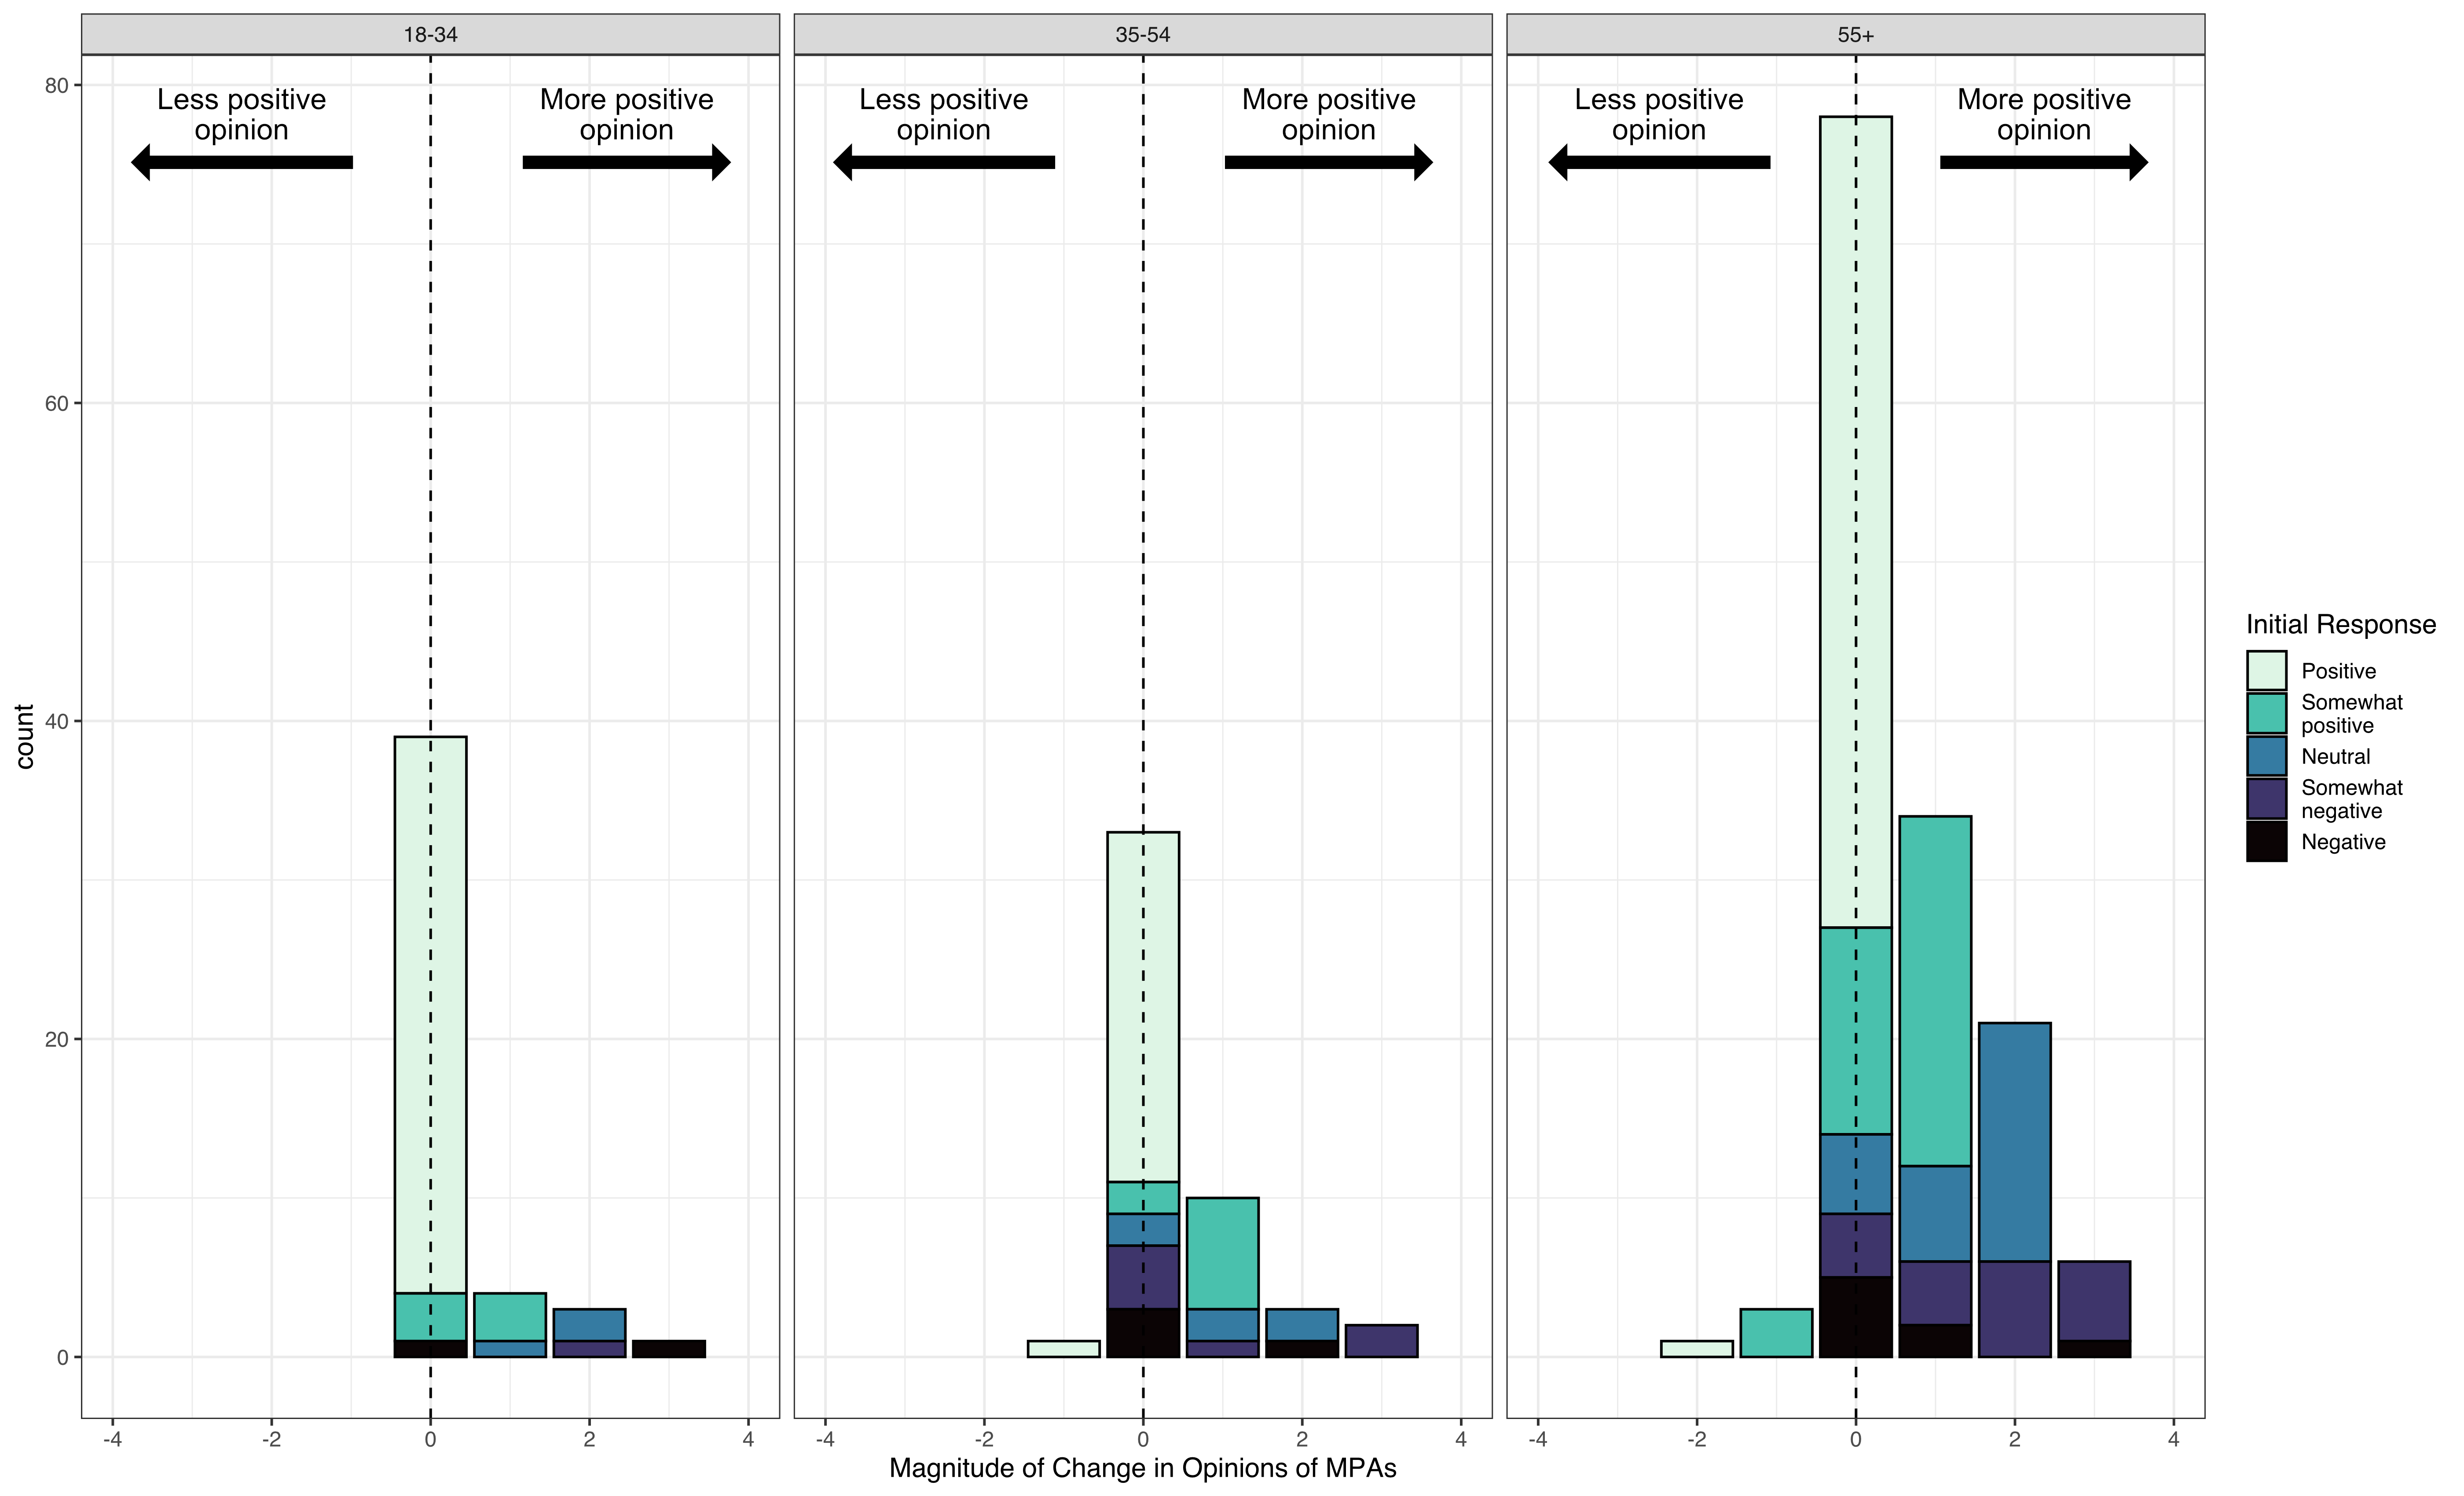 18-34
35-54
55+
Less positive
opinion
More positive
opinion
Less positive
opinion
More positive
opinion
Less positive
opinion
More positive
opinion
80
60
40
20
0
count
-4 -2 0 2 4
-4 -2 0 2 4
-4 -2 0 2 4
Magnitude of Change in Opinions of MPAs
Initial Response
Positive
Somewhat
positive
Neutral
Somewhat
negative
Negative